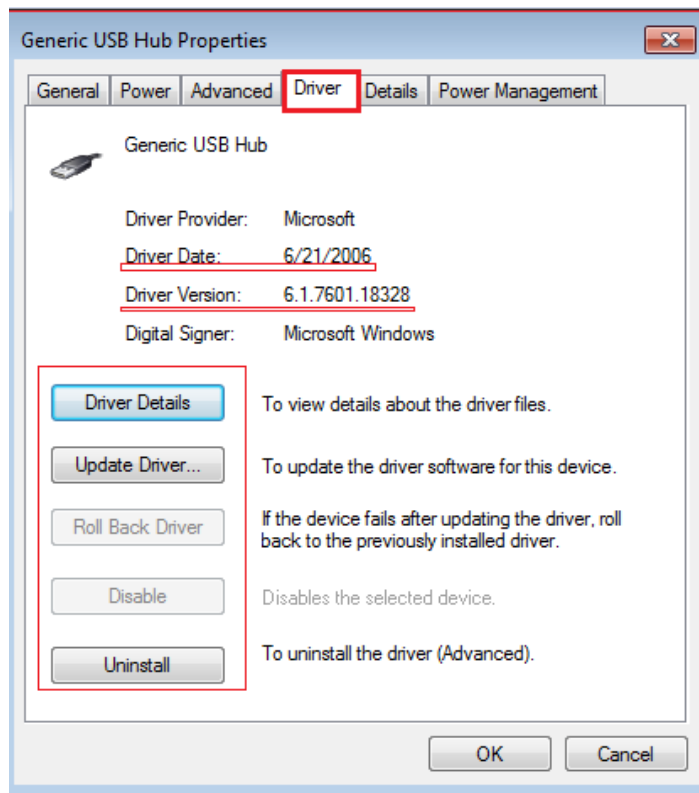 Generic USB Hub Properties
General Power Advanced Driver Details Power Management
Generic USB Hub
Driver Provider: Microsoft
Driver Date: 6/21/2006
Driver Version: 6.1.7601.18328
Digital Signer: Microsoft Windows
Driver Details To view details about the driver files.
Update Driver... To update the driver software for this device.
Roll Back Driver If the device fails after updating the driver, roll
back to the previously installed driver.
Disable Disables the selected device.
Uninstall To uninstall the driver (Advanced).
OK Cancel